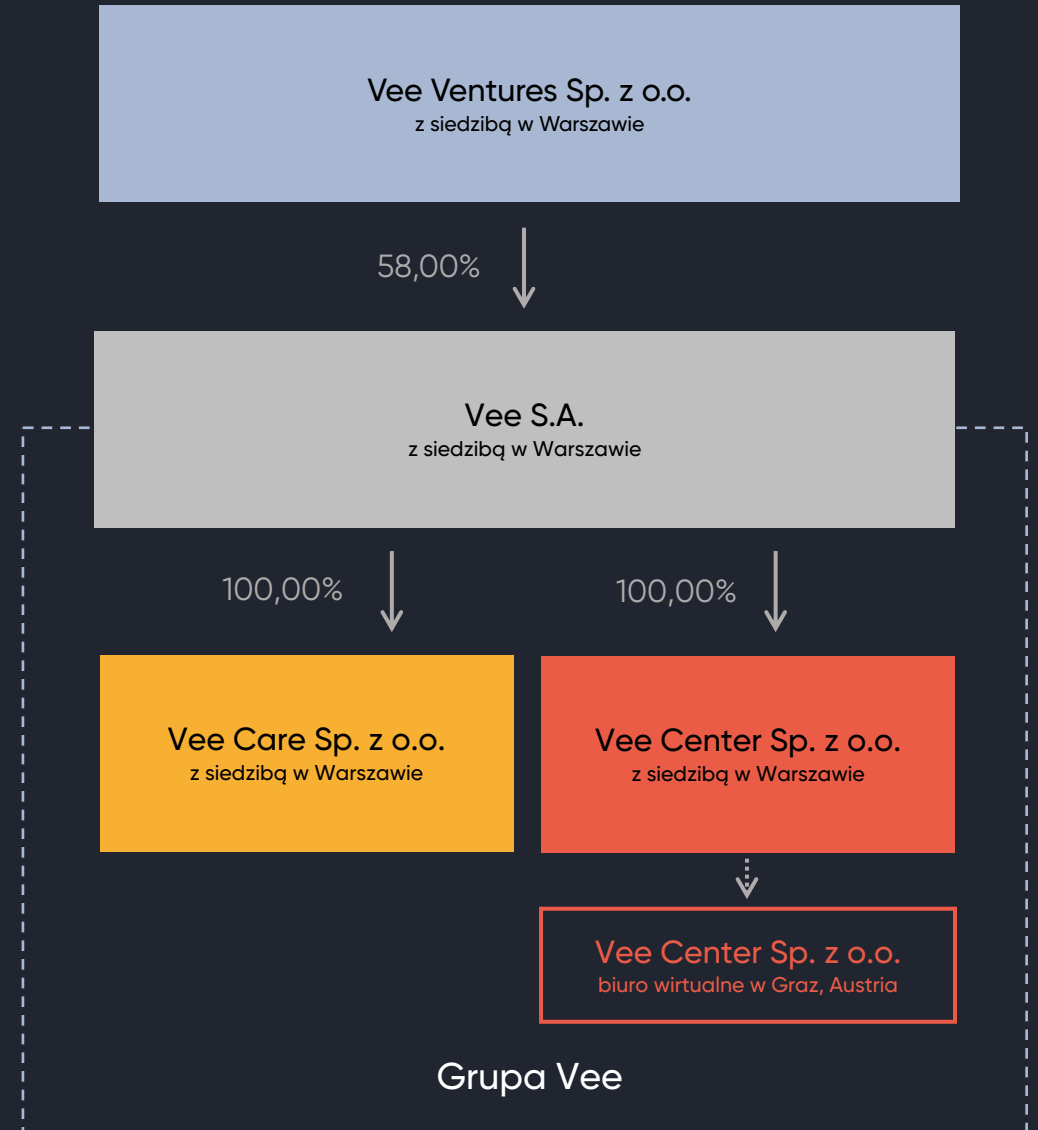 Vee Ventures Sp. z o.o.
z siedzibą w Warszawie
58,00%
Vee S.A.
z siedzibą w Warszawie
100,00%
100,00%
Vee Care Sp. z o.o.
z siedzibą w Warszawie
Vee Center Sp. z o.o.
z siedzibą w Warszawie
Vee Center Sp. z o.o.
biuro wirtualne w Graz, Austria
Grupa Vee